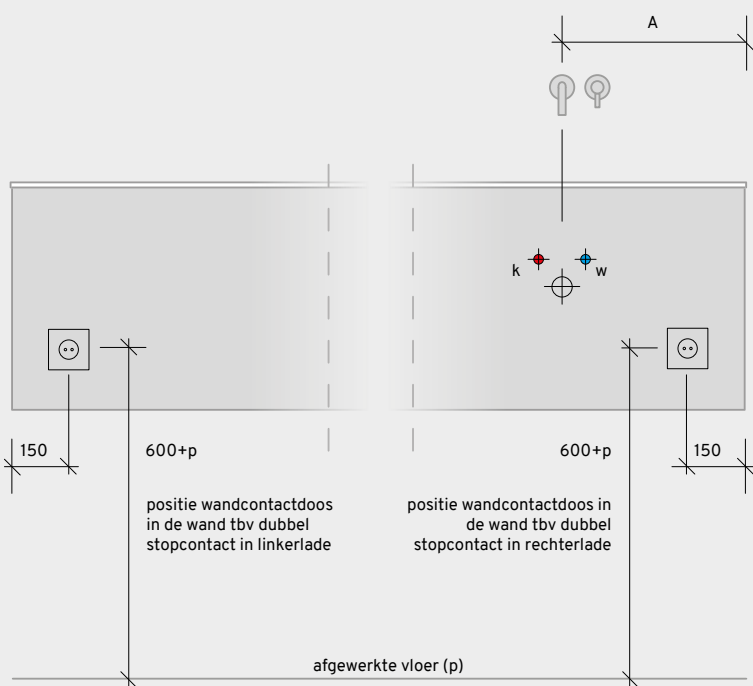 A
k
w
150
600+p
600+p
150
positie wandcontactdoos
in de wand tbv dubbel
stopcontact in linkerlade
positie wandcontactdoos in
de wand tbv dubbel
stopcontact in rechterlade
afgewerkte vloer (p)